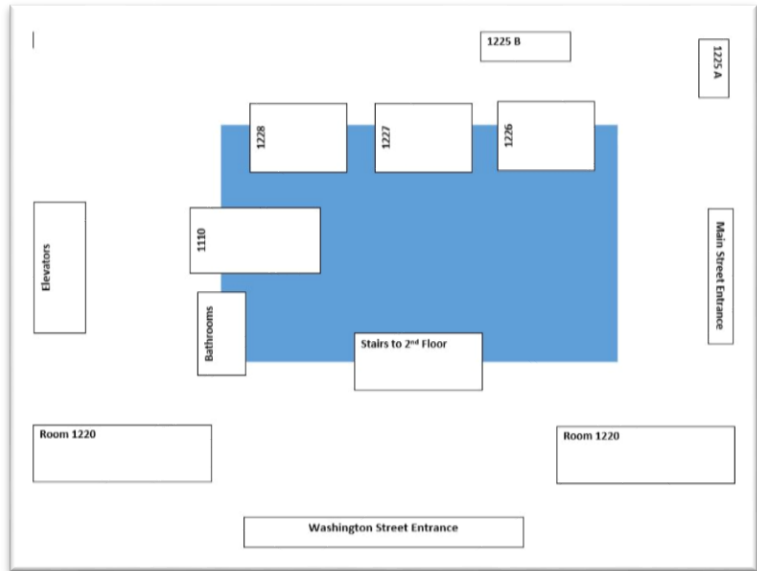 1225 B
1225 A
1228
1227
1226
1110
Elevators
Main Street Entrance
Bathrooms
Stairs to 2nd Floor
Room 1220
Room 1220
Washington Street Entrance